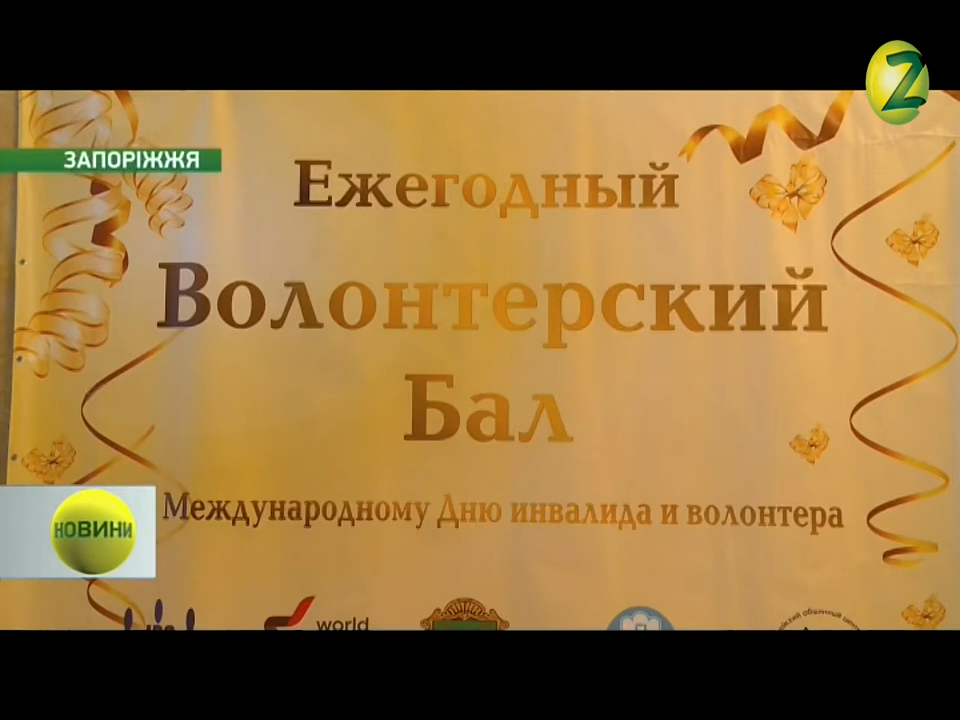 Z
ЗАПОРІЖЖЯ
Ежегодный
Волонтерский
Бал
Международному Дню инвалида и волонтера
НОВИНИ
world